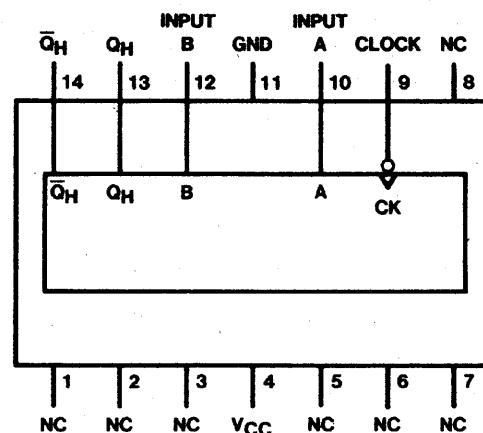 INPUT INPUT
Q̅H QH B GND A CLOCK NC
14 13 12 11 10 9 8
Q̅H QH B A CK
1 2 3 4 5 6 7
NC NC NC VCC NC NC NC